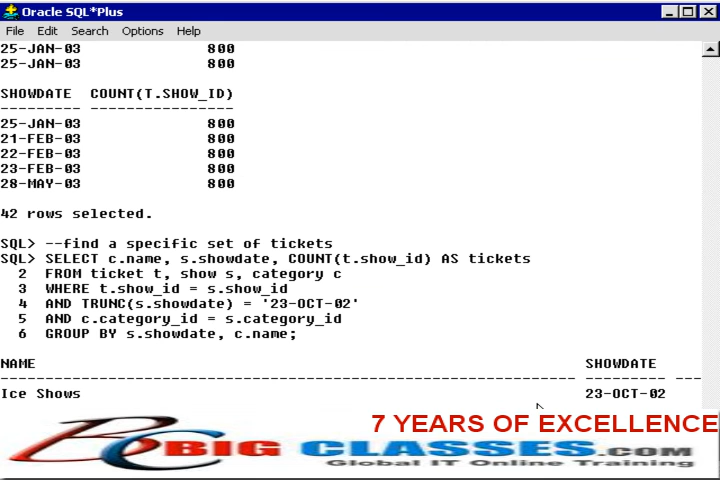 Oracle SQL*Plus
File Edit Search Options Help
25-JAN-03 800
25-JAN-03 800
SHOWDATE COUNT(T.SHOW_ID)
--------- ----------------
25-JAN-03 800
21-FEB-03 800
22-FEB-03 800
23-FEB-03 800
28-MAY-03 800
42 rows selected.
SQL> --find a specific set of tickets
SQL> SELECT c.name, s.showdate, COUNT(t.show_id) AS tickets
2 FROM ticket t, show s, category c
3 WHERE t.show_id = s.show_id
4 AND TRUNC(s.showdate) = '23-OCT-02'
5 AND c.category_id = s.category_id
6 GROUP BY s.showdate, c.name;
NAME SHOWDATE
---------------------------------------------------------------- --------- ---
Ice Shows 23-OCT-02
7 YEARS OF EXCELLENCE
BIG CLASSES.COM
Global IT Online Training